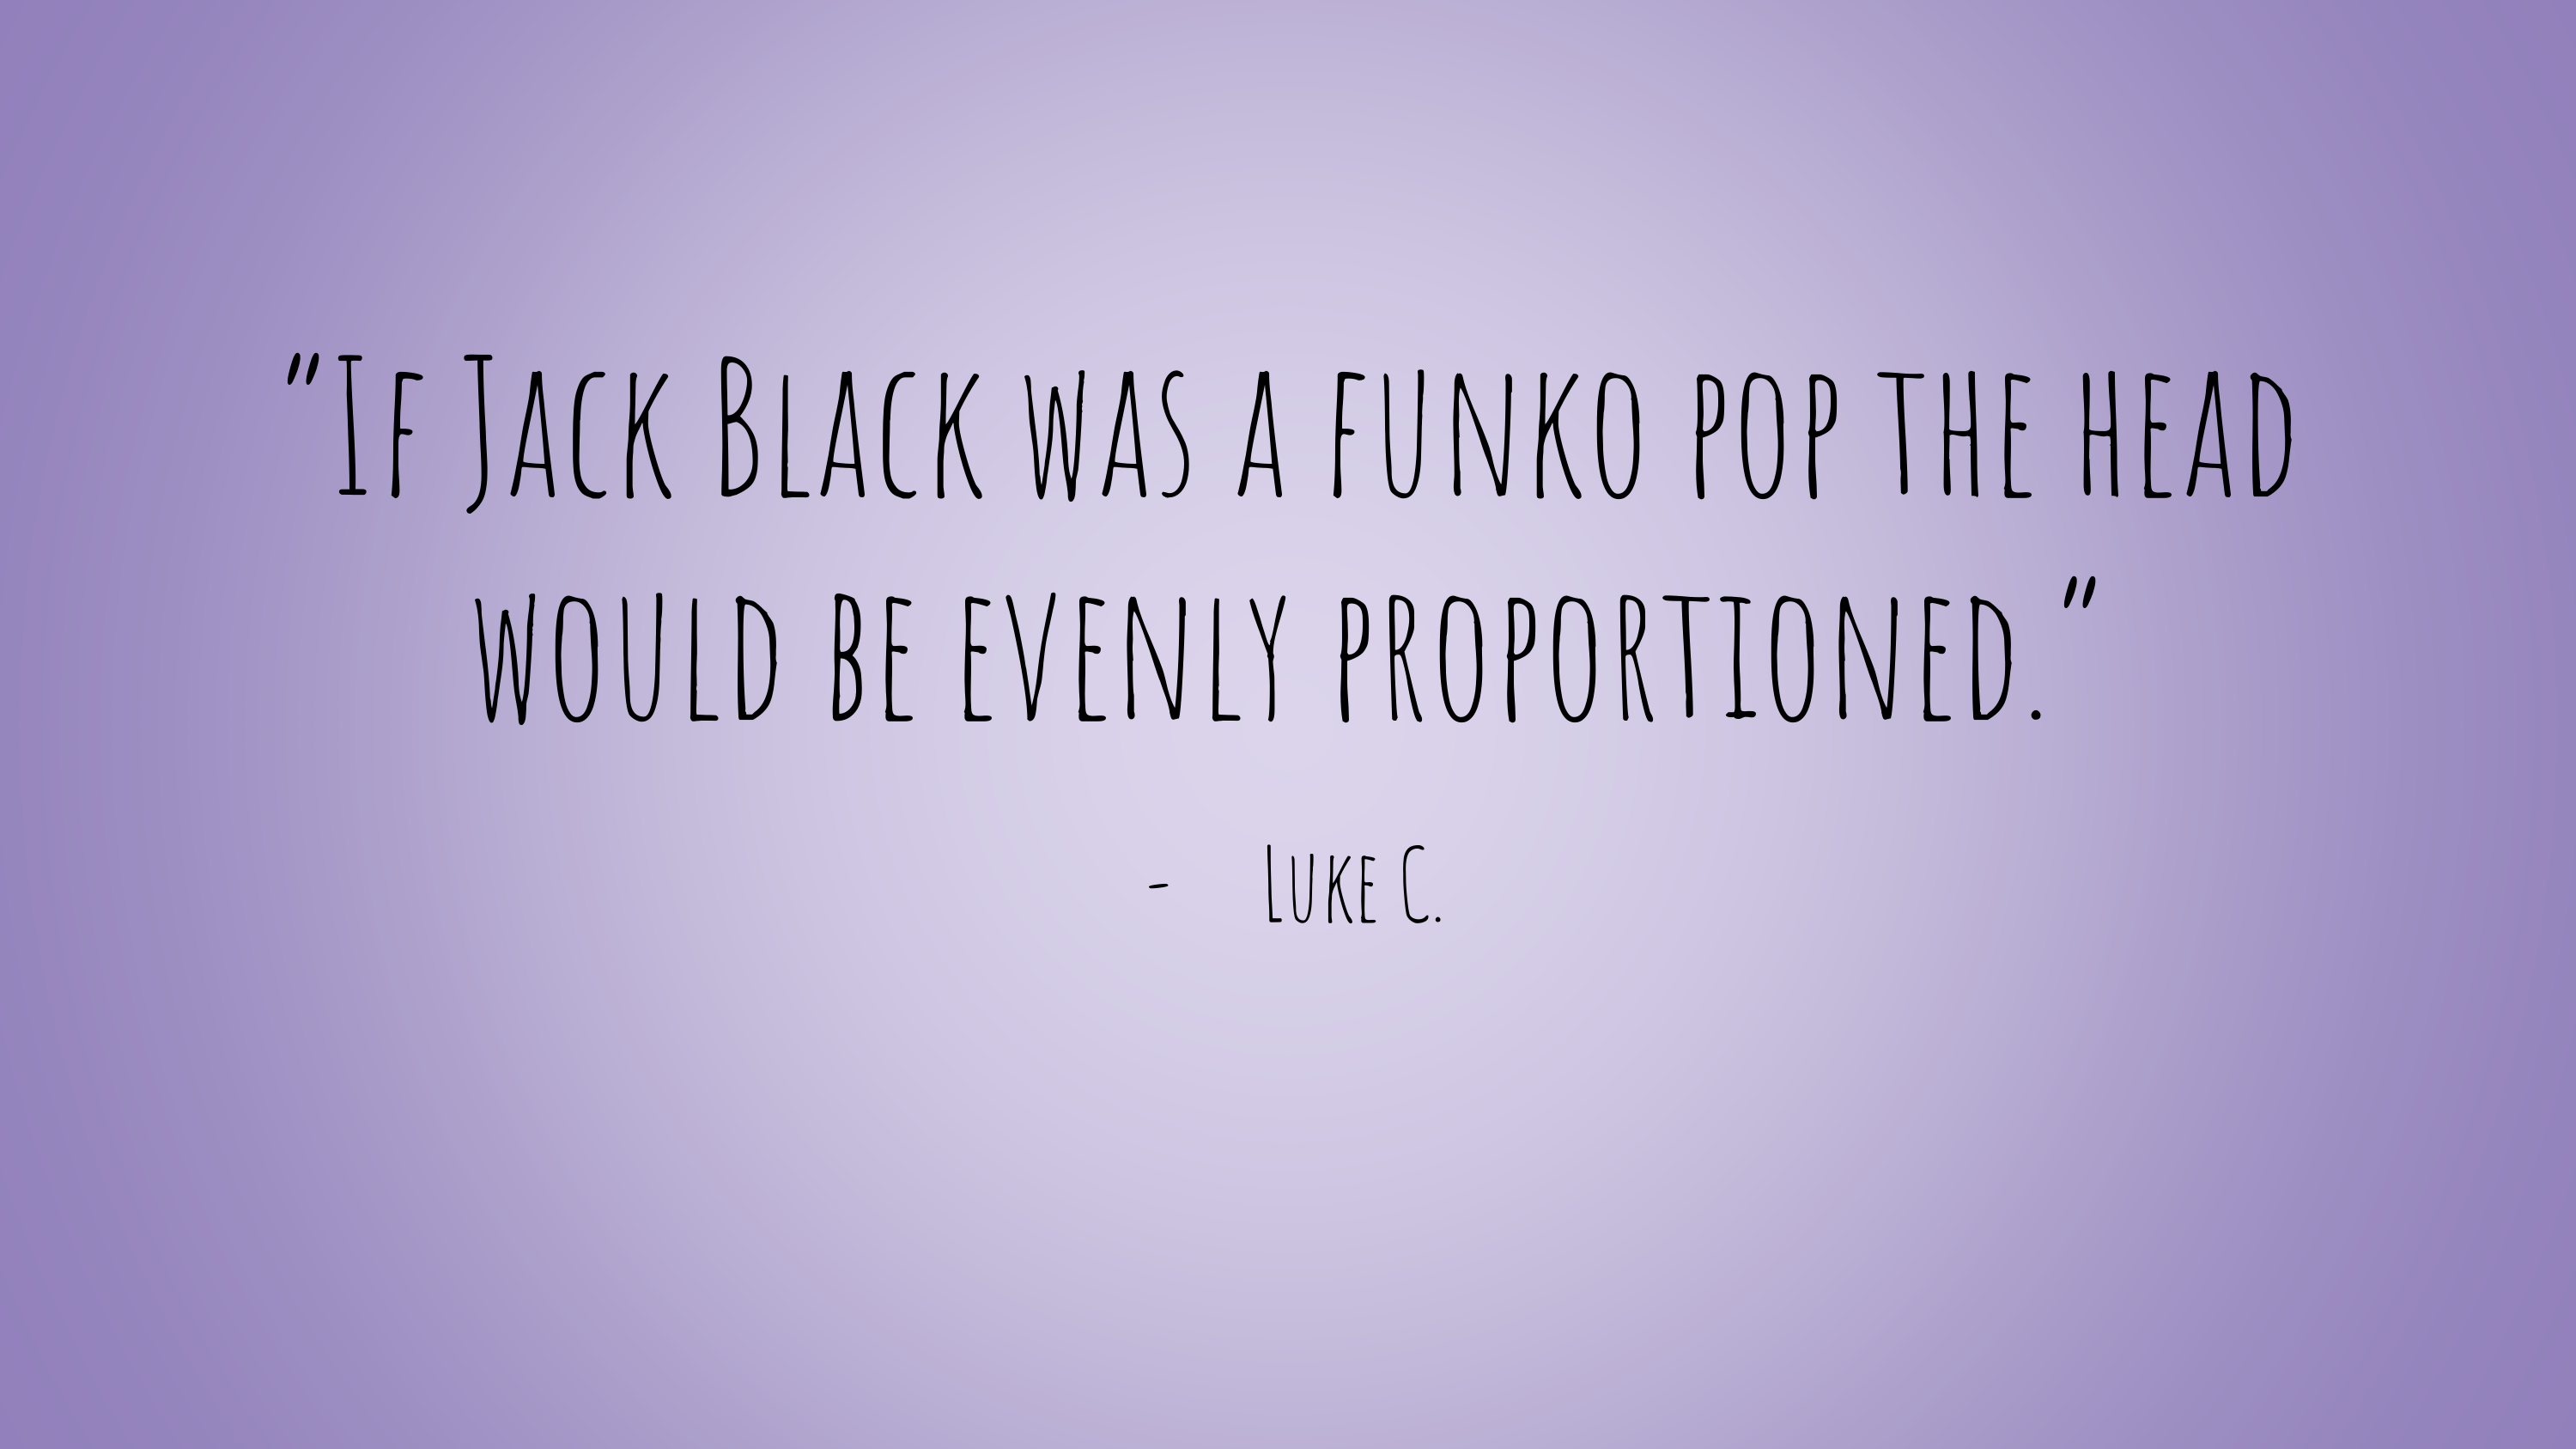 "If Jack Black was a funko pop the head
would be evenly proportioned."
- Luke C.